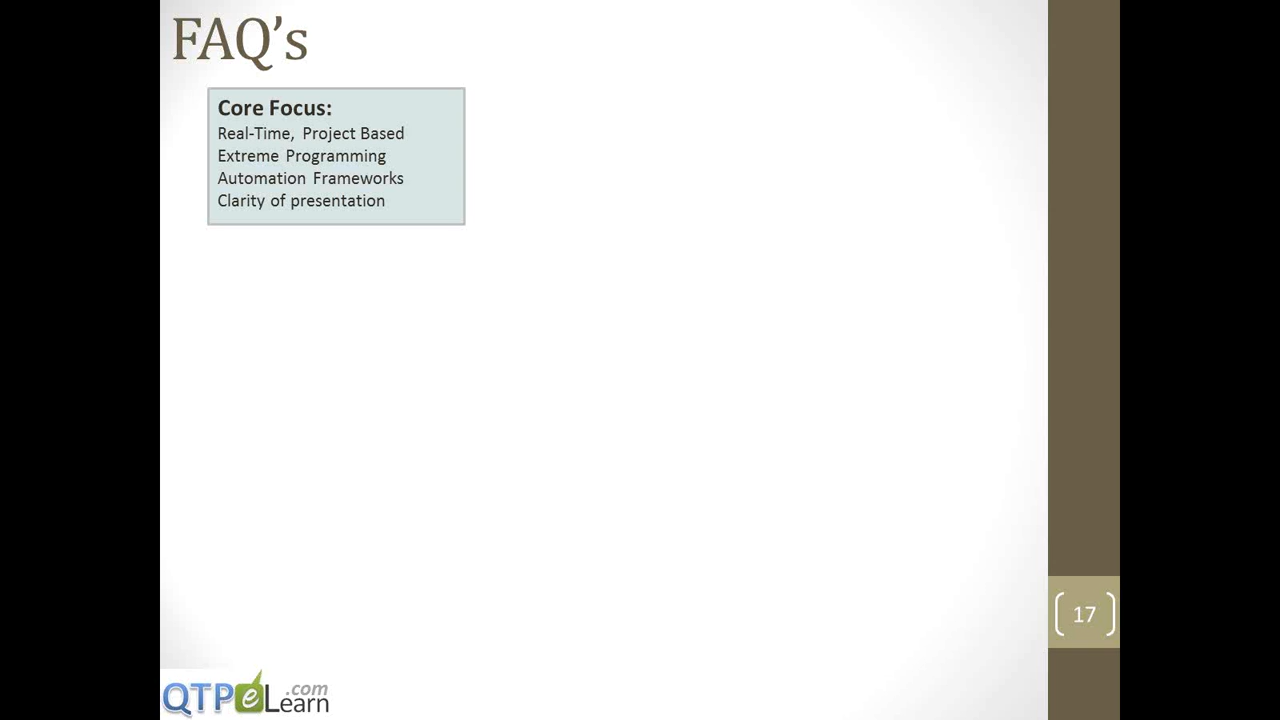 FAQ’s
Core Focus:
Real-Time, Project Based
Extreme Programming
Automation Frameworks
Clarity of presentation
17
QTPeLearn.com